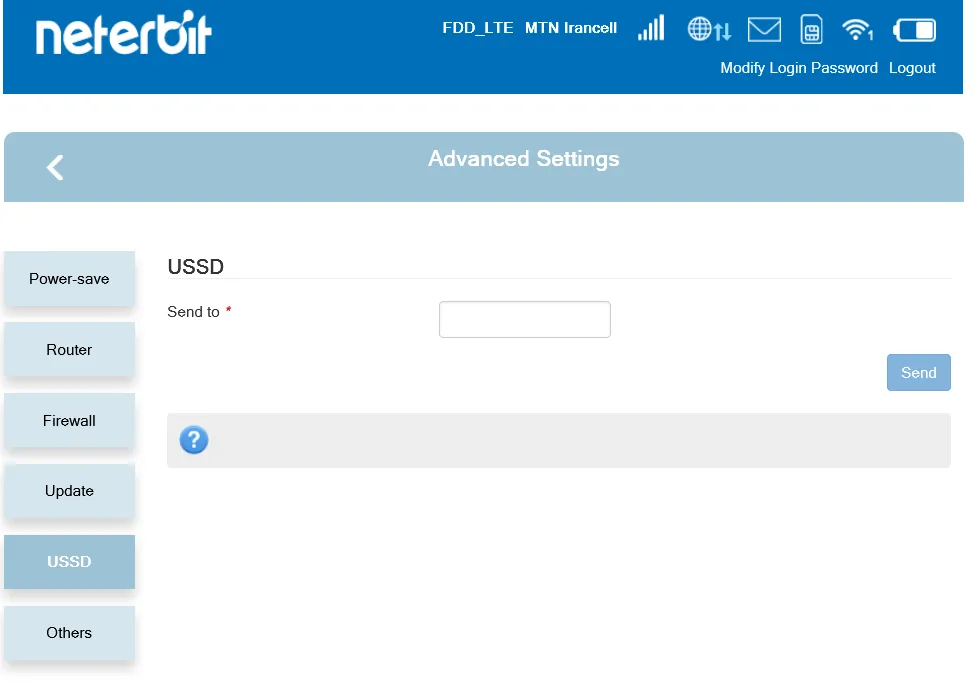 neterbit
FDD_LTE MTN Irancell
1
Modify Login Password Logout
Advanced Settings
Power-save
Router
Firewall
Update
USSD
Others
USSD
Send to *
Send
?